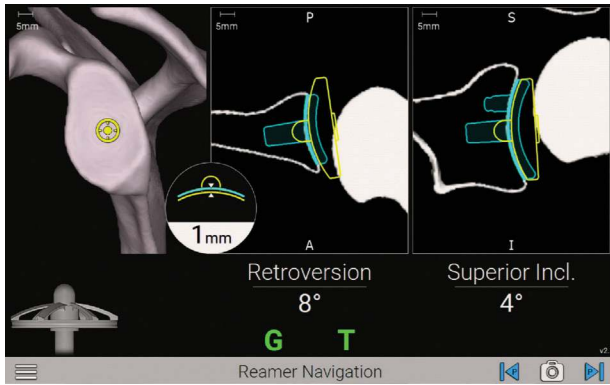 5mm
P
5mm
S
5mm
1mm
A
I
Retroversion
Superior Incl.
8°
4°
G T
v2.
Reamer Navigation
P
P